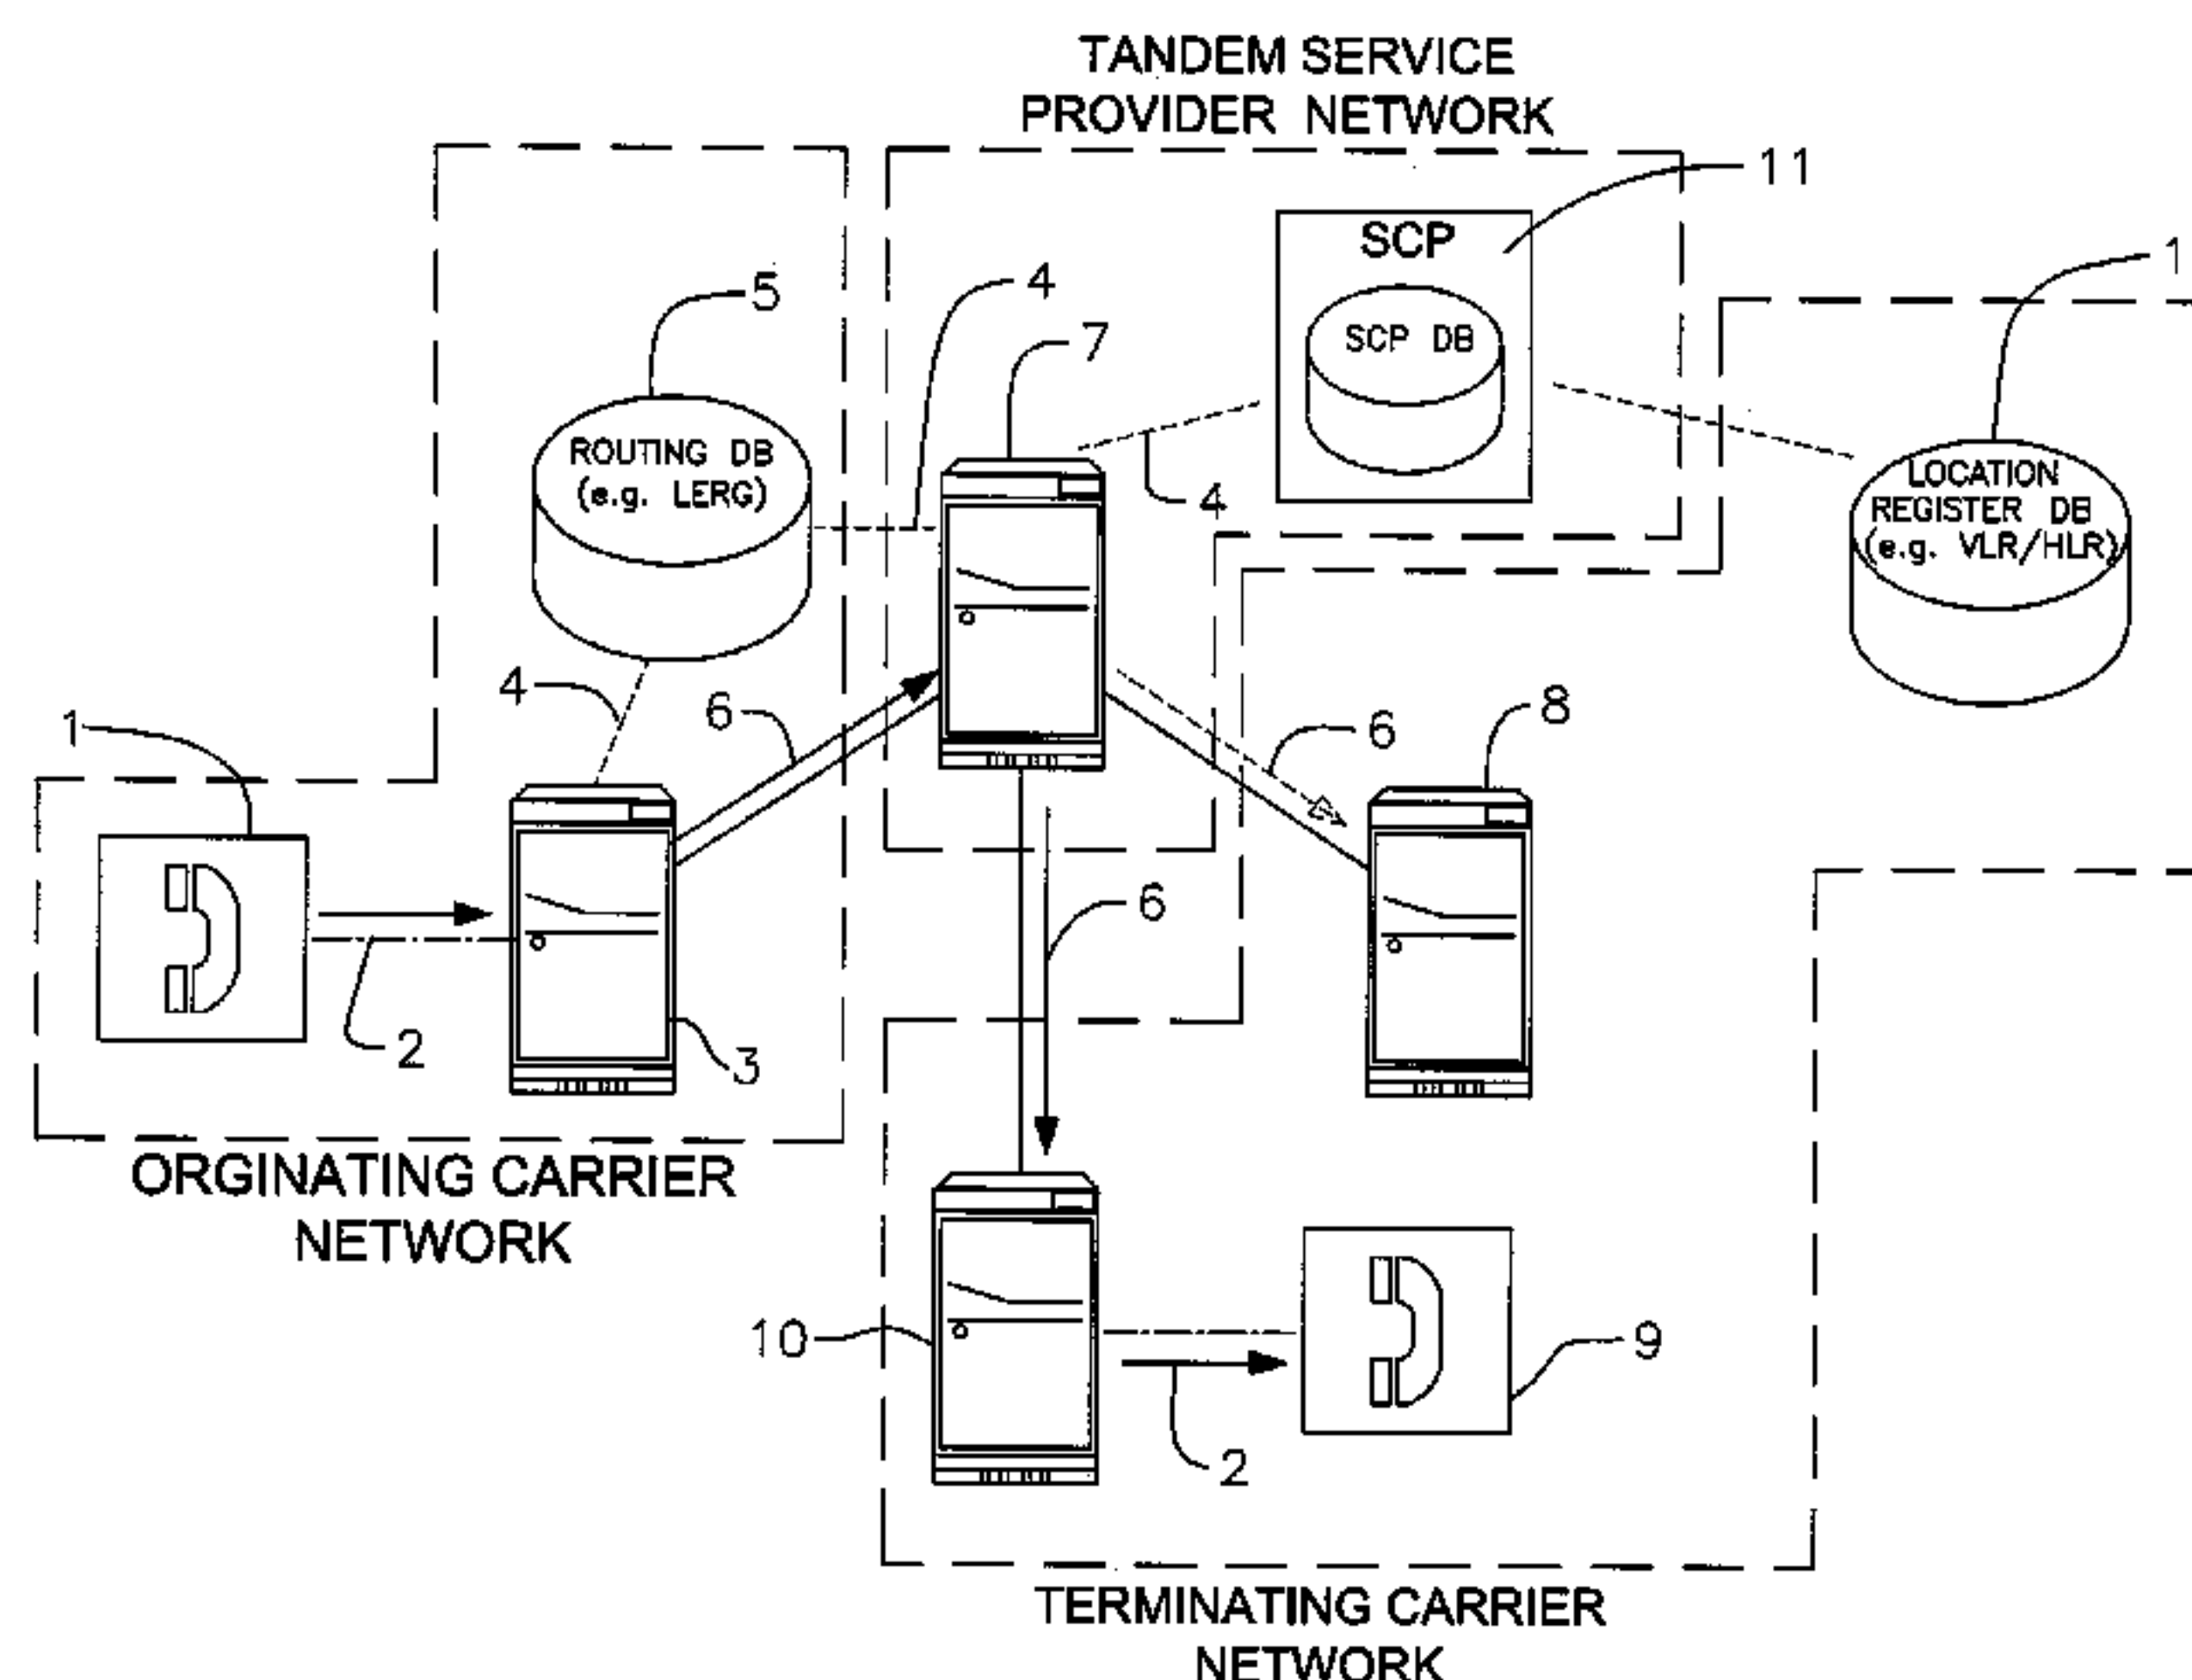 TANDEM SERVICE
PROVIDER NETWORK
11
SCP
1
5
4
7
SCP DB
ROUTING DB
(e.g. LERG)
4
LOCATION
REGISTER DB
(e.g. VLR/HLR)
4
6
8
6
1
6
2
3
ORGINATING CARRIER
NETWORK
10
9
2
TERMINATING CARRIER
NETWORK